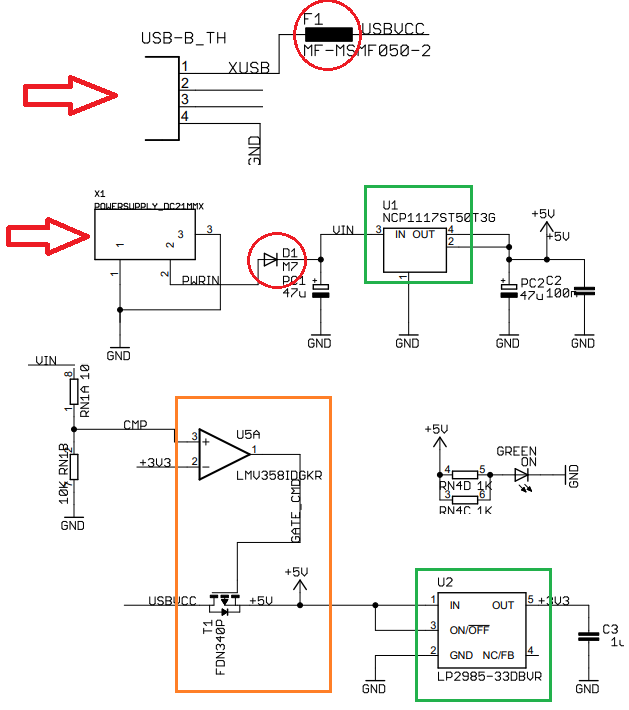 F1
USBVCC
MF-MSMF050-2
USB-B_TH
XUSB
1
2
3
4
GND
X1
POWERSUPPLY_DC21MMX
3
3
1
2
1
2
PWRIN
GND
D1
M7
PC1
47u
GND
VIN
U1
NCP1117ST50T3G
3
IN OUT
4
2
1
GND
+5V
+5V
PC2
47u
C2
100n
GND
GND
VIN
8
RN1A 10
1
CMP
2
10K RN1B
GND
+3V3
3
2
+
−
U5A
1
LMV358IDGKR
GATE_CMD
+5V
4
5
RN4D 1K
3
6
RN4C 1K
GREEN
ON
GND
USBVCC
T1
FDN340P
+5V
+5V
U2
1
IN
OUT
5
+3V3
3
ON/OFF
2
GND
NC/FB
4
LP2985-33DBVR
GND
C3
1u
GND